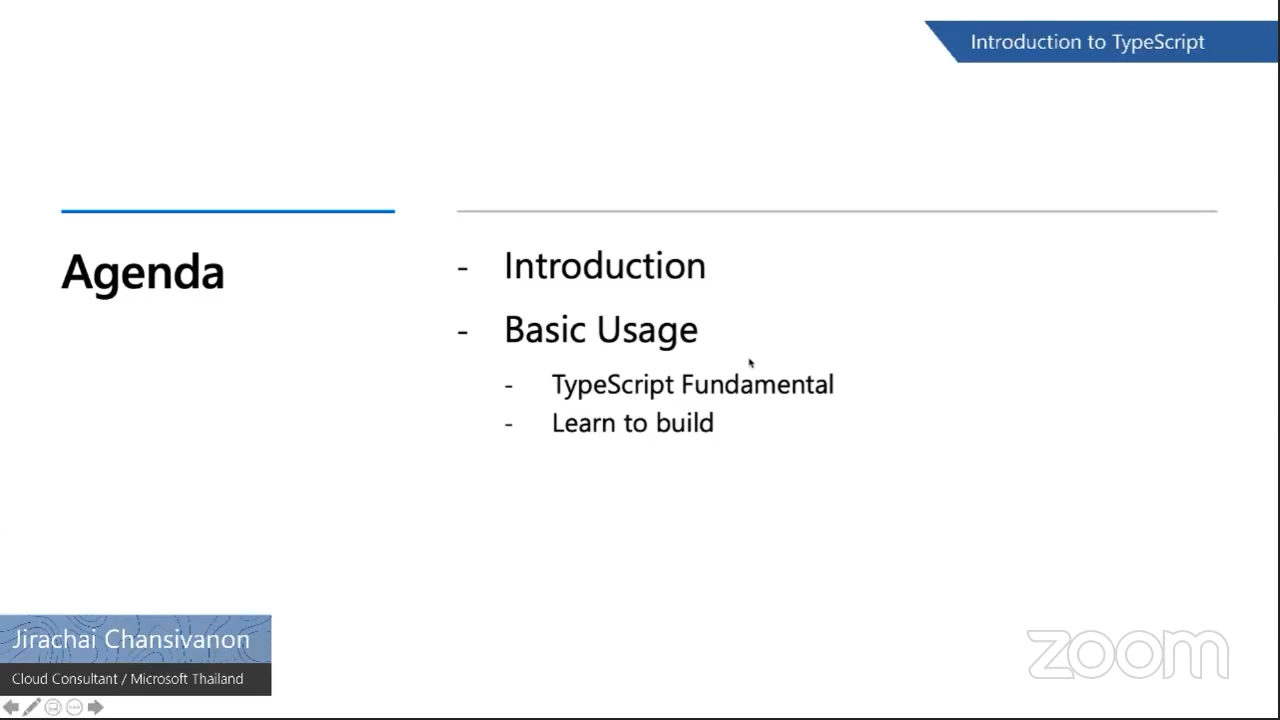 Introduction to TypeScript
Agenda
- Introduction
- Basic Usage
- TypeScript Fundamental
- Learn to build
Jirachai Chansivanon
Cloud Consultant / Microsoft Thailand
zoom